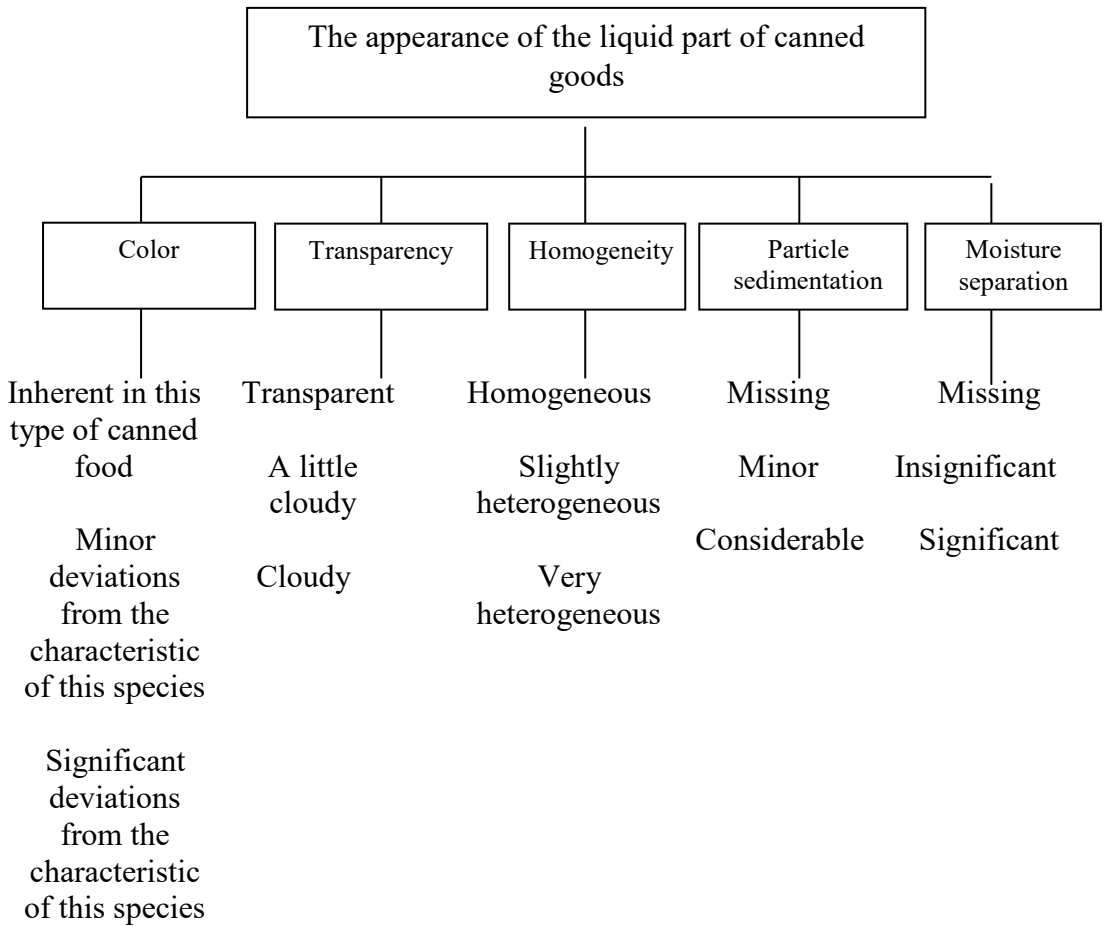 The appearance of the liquid part of canned
goods
Color
Transparency
Homogeneity
Particle
sedimentation
Moisture
separation
Inherent in this
type of canned
food
Minor
deviations
from the
characteristic
of this species
Significant
deviations
from the
characteristic
of this species
Transparent
A little
cloudy
Cloudy
Homogeneous
Slightly
heterogeneous
Very
heterogeneous
Missing
Minor
Considerable
Missing
Insignificant
Significant